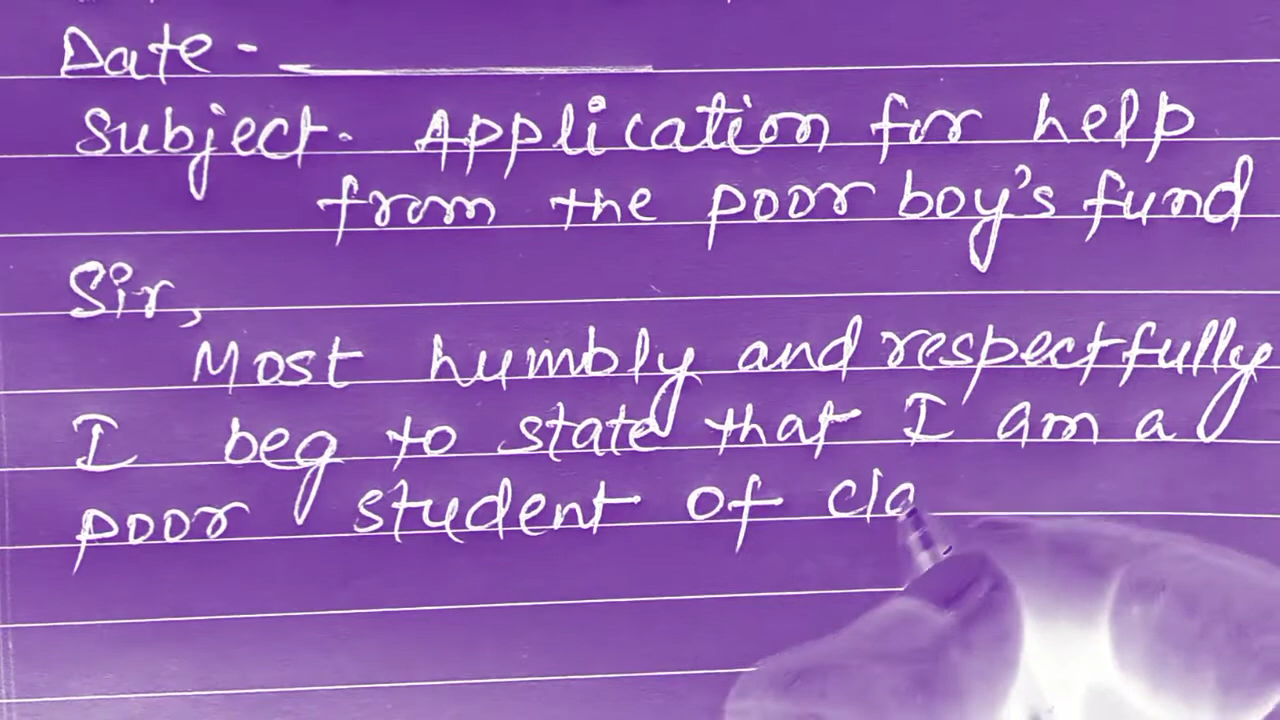 Date - 
Subject. Application for help
from the poor boy's fund
Sir,
Most humbly and respectfully
I beg to state that I am a
poor student of cla